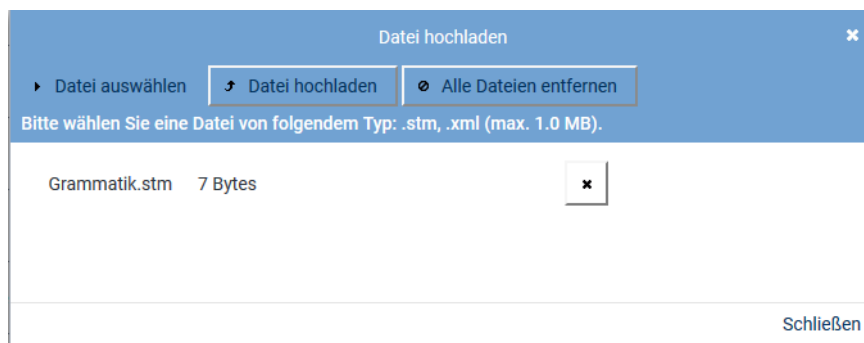 Datei hochladen
Datei auswählen Datei hochladen Alle Dateien entfernen
Bitte wählen Sie eine Datei von folgendem Typ: .stm, .xml (max. 1.0 MB).
Grammatik.stm 7 Bytes
Schließen